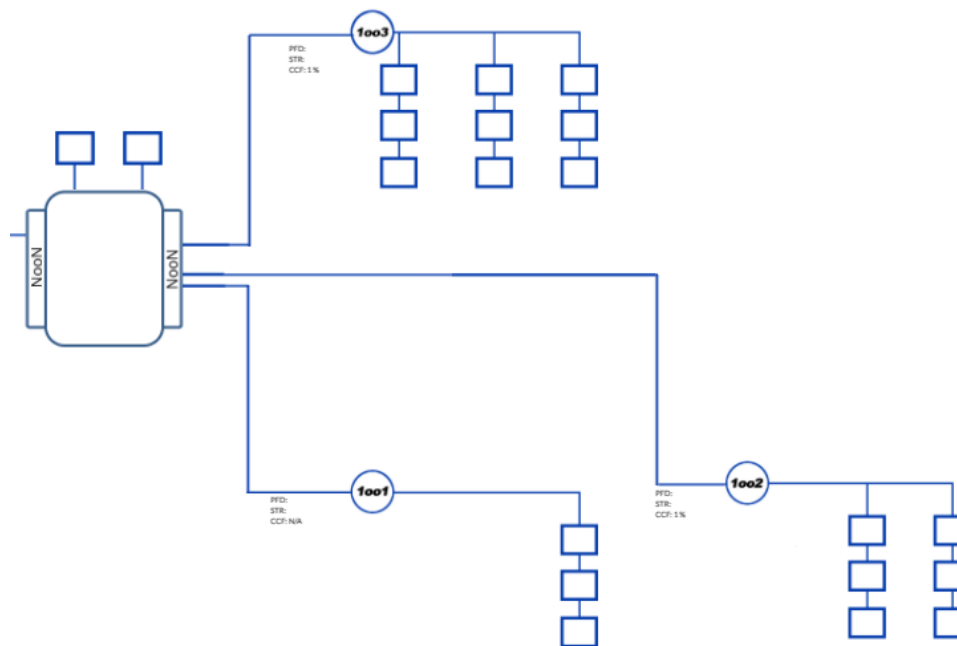 1oo3
PFD:
STR:
CCF: 1%
NooN
NooN
1oo1
PFD:
STR:
CCF: N/A
1oo2
PFD:
STR:
CCF: 1%